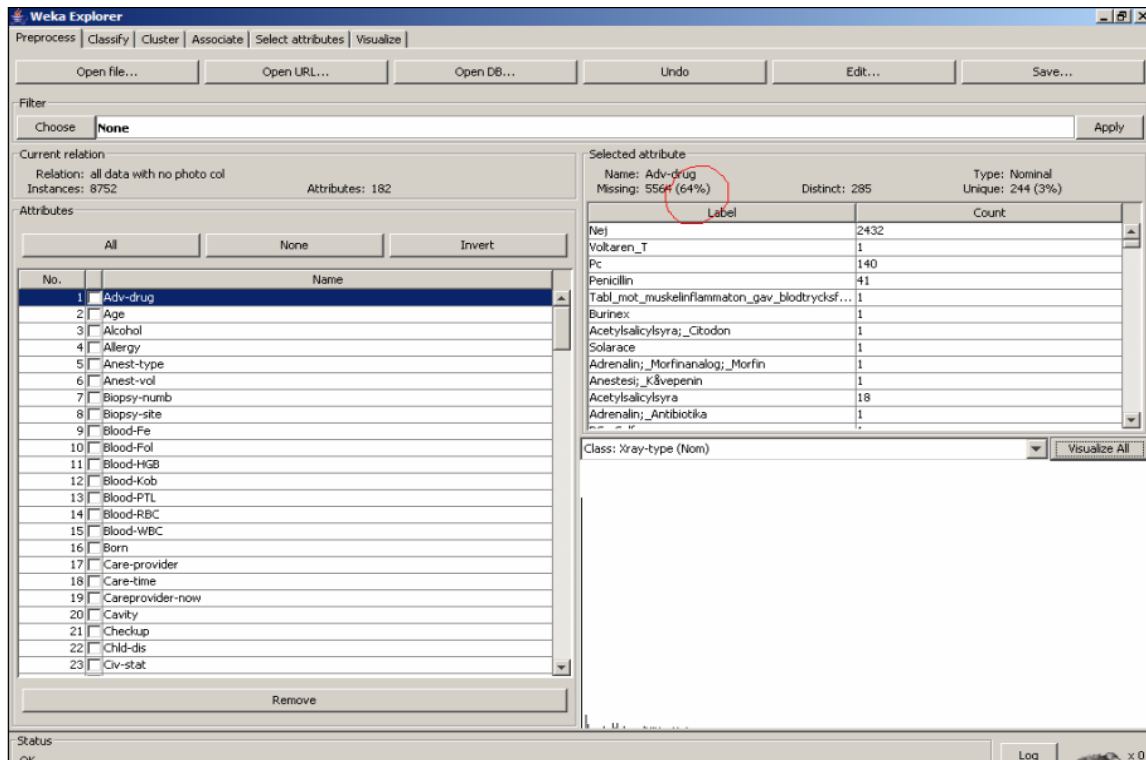 Weka Explorer
Preprocess Classify Cluster Associate Select attributes Visualize
Open file... Open URL... Open DB... Undo Edit... Save...
Filter
Choose None Apply
Current relation
Relation: all data with no photo col
Instances: 8752 Attributes: 182
Attributes
All None Invert
No. Name
1 Adv-drug
2 Age
3 Alcohol
4 Allergy
5 Anest-type
6 Anest-vol
7 Biopsy-numb
8 Biopsy-site
9 Blood-Fe
10 Blood-Fol
11 Blood-HGB
12 Blood-Kob
13 Blood-PTL
14 Blood-RBC
15 Blood-WBC
16 Born
17 Care-provider
18 Care-time
19 Careprovider-now
20 Cavity
21 Checkup
22 Chld-dis
23 Civ-stat
Remove
Selected attribute
Name: Adv-drug Type: Nominal
Missing: 5564 (64%) Distinct: 285 Unique: 244 (3%)
Label Count
Nej 2432
Voltaren_T 1
Pc 140
Penicillin 41
Tabl_mot_muskelinflammaton_gav_blodtrycksf... 1
Burinex 1
Acetylsalicylsyra;_Citodon 1
Solarace 1
Adrenalin;_Morfinanalog;_Morfin 1
Anestesi;_Kåvepenin 1
Acetylsalicylsyra 18
Adrenalin;_Antibiotika 1
Class: Xray-type (Nom) Visualize All
Status
OK Log x 0